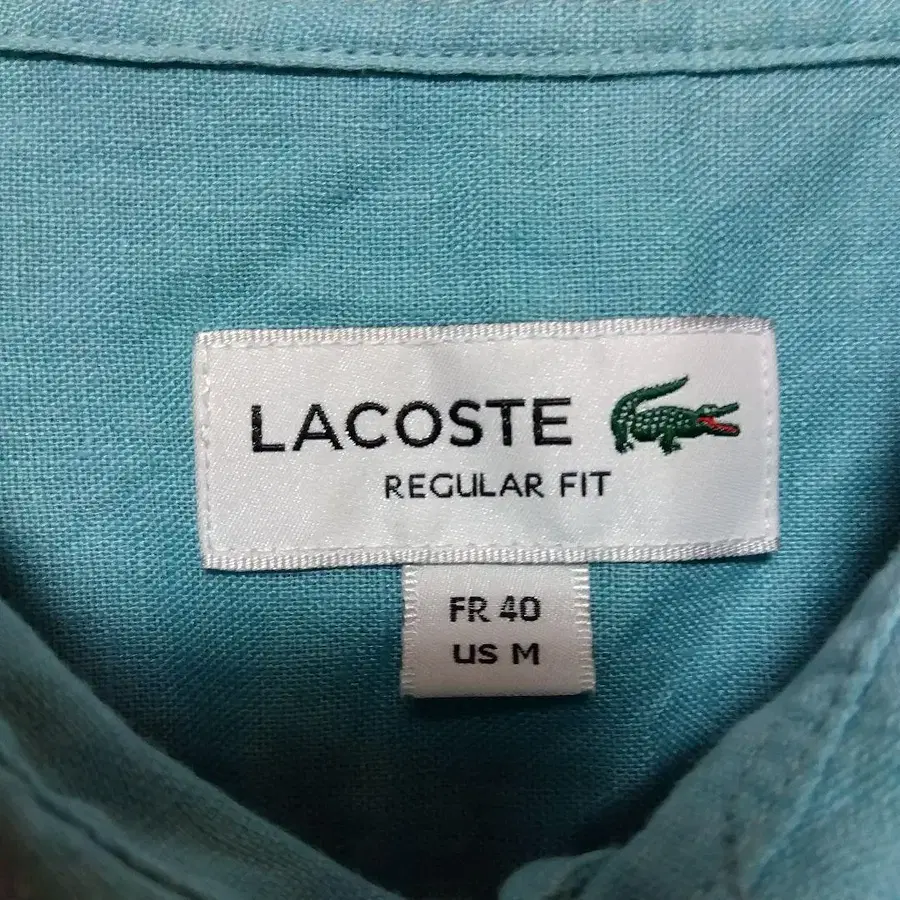 LACOSTE
REGULAR FIT
FR 40
US M